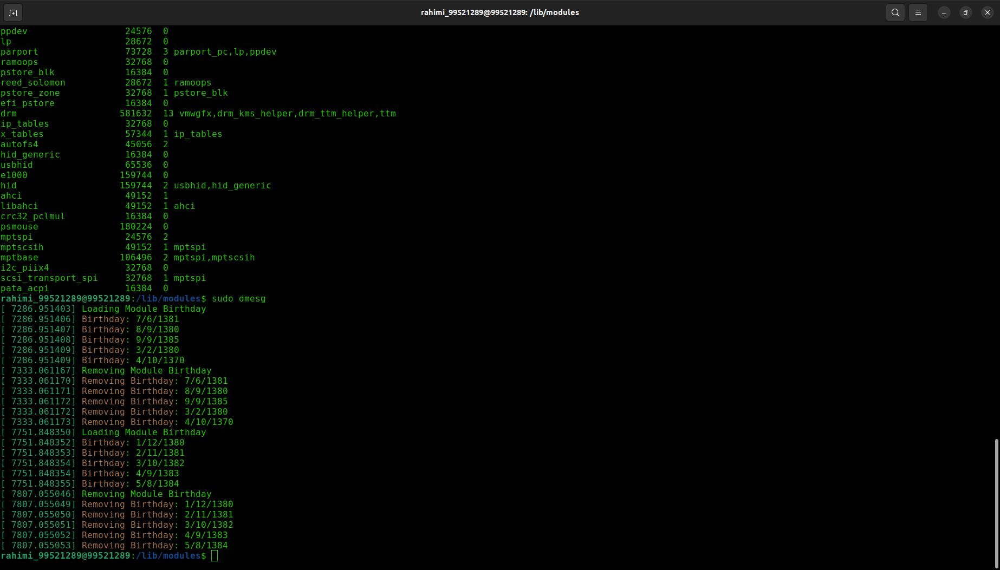 rahimi_99521289@99521289: /lib/modules
ppdev 24576 0
lp 28672 0
parport 73728 3 parport_pc,lp,ppdev
ramoops 32768 0
pstore_blk 16384 0
reed_solomon 28672 1 ramoops
pstore_zone 32768 1 pstore_blk
efi_pstore 16384 0
drm 581632 13 vmwgfx,drm_kms_helper,drm_ttm_helper,ttm
ip_tables 32768 0
x_tables 57344 1 ip_tables
autofs4 45056 2
hid_generic 16384 0
usbhid 65536 0
e1000 159744 0
hid 159744 2 usbhid,hid_generic
ahci 49152 1
libahci 49152 1 ahci
crc32_pclmul 16384 0
psmouse 180224 0
mptspi 24576 2
mptscsih 49152 1 mptspi
mptbase 106496 2 mptspi,mptscsih
i2c_piix4 32768 0
scsi_transport_spi 32768 1 mptspi
pata_acpi 16384 0
rahimi_99521289@99521289:/lib/modules$ sudo dmesg
[ 7286.951403] Loading Module Birthday
[ 7286.951406] Birthday: 7/6/1381
[ 7286.951407] Birthday: 8/9/1380
[ 7286.951408] Birthday: 9/9/1385
[ 7286.951409] Birthday: 3/2/1380
[ 7286.951409] Birthday: 4/10/1370
[ 7333.061167] Removing Module Birthday
[ 7333.061170] Removing Birthday: 7/6/1381
[ 7333.061171] Removing Birthday: 8/9/1380
[ 7333.061172] Removing Birthday: 9/9/1385
[ 7333.061172] Removing Birthday: 3/2/1380
[ 7333.061173] Removing Birthday: 4/10/1370
[ 7751.848350] Loading Module Birthday
[ 7751.848352] Birthday: 1/12/1380
[ 7751.848353] Birthday: 2/11/1381
[ 7751.848354] Birthday: 3/10/1382
[ 7751.848354] Birthday: 4/9/1383
[ 7751.848355] Birthday: 5/8/1384
[ 7807.055046] Removing Module Birthday
[ 7807.055049] Removing Birthday: 1/12/1380
[ 7807.055050] Removing Birthday: 2/11/1381
[ 7807.055051] Removing Birthday: 3/10/1382
[ 7807.055052] Removing Birthday: 4/9/1383
[ 7807.055053] Removing Birthday: 5/8/1384
rahimi_99521289@99521289:/lib/modules$